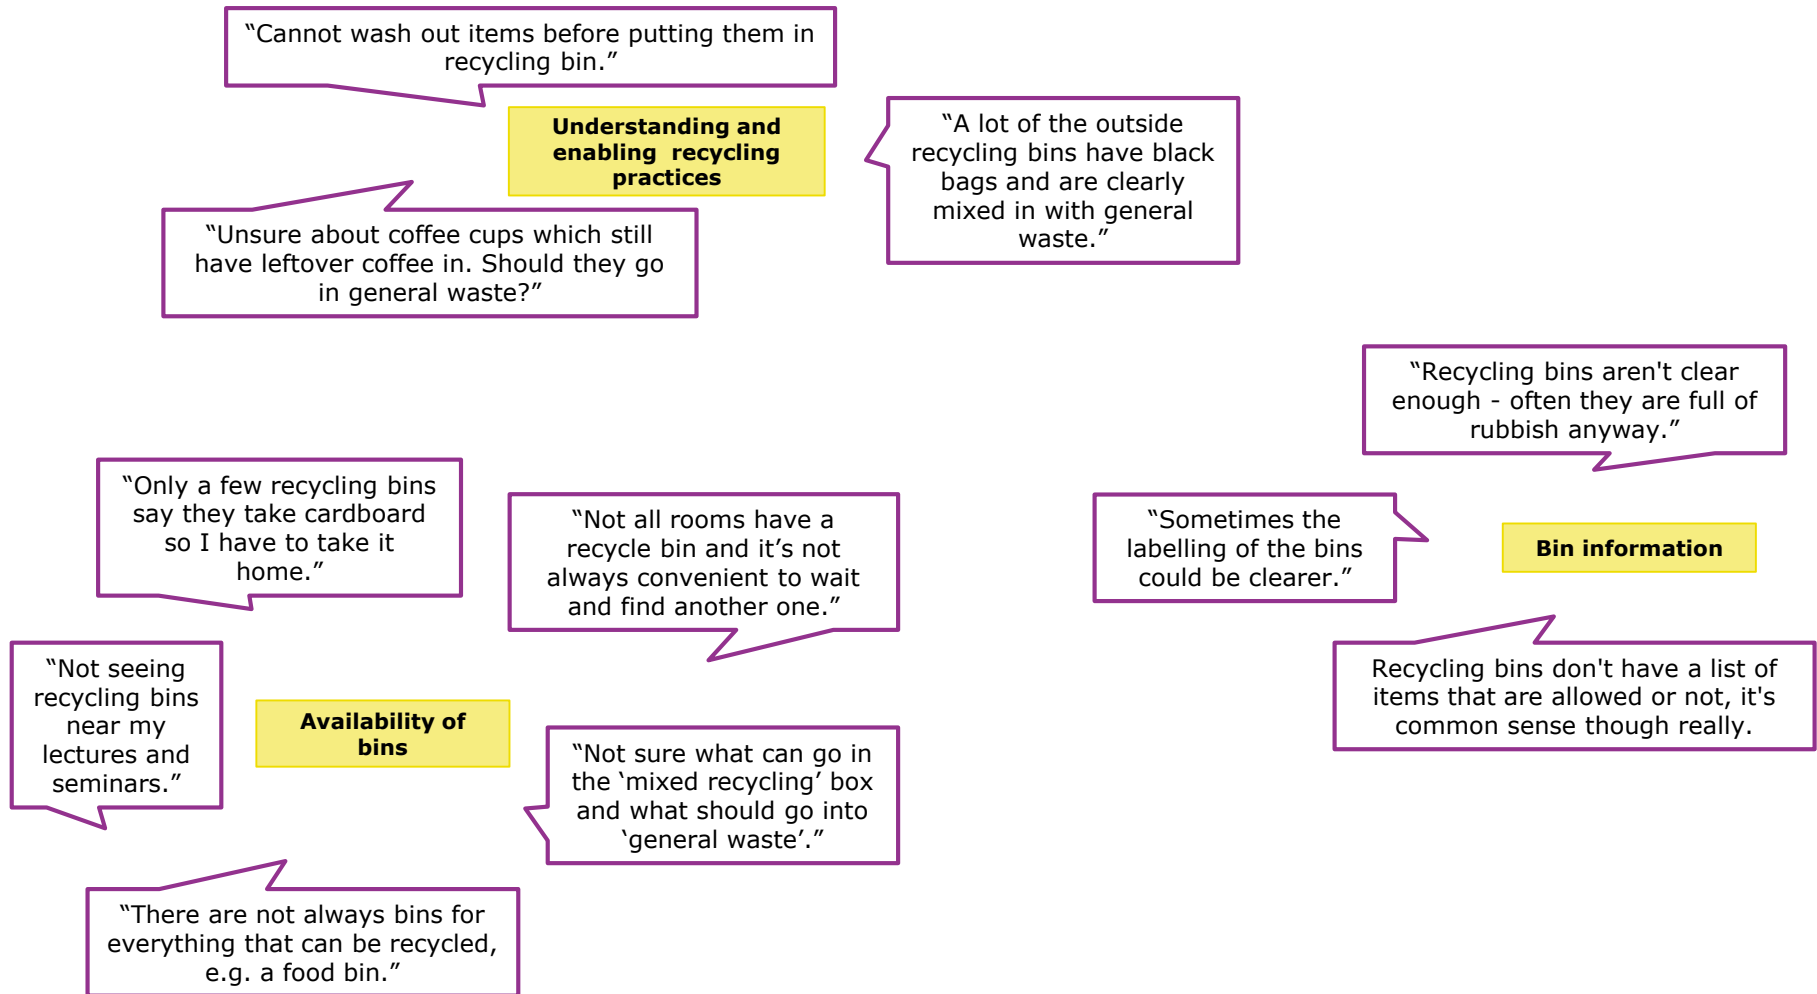 “Cannot wash out items before putting them in
recycling bin.”
Understanding and
enabling recycling
practices
“A lot of the outside
recycling bins have black
bags and are clearly
mixed in with general
waste.”
“Unsure about coffee cups which still
have leftover coffee in. Should they go
in general waste?”
“Recycling bins aren't clear
enough - often they are full of
rubbish anyway.”
“Sometimes the
labelling of the bins
could be clearer.”
Bin information
Recycling bins don't have a list of
items that are allowed or not, it's
common sense though really.
“Only a few recycling bins
say they take cardboard
so I have to take it
home.”
“Not all rooms have a
recycle bin and it’s not
always convenient to wait
and find another one.”
“Not seeing
recycling bins
near my
lectures and
seminars.”
Availability of
bins
“Not sure what can go in
the ‘mixed recycling’ box
and what should go into
‘general waste’.”
“There are not always bins for
everything that can be recycled,
e.g. a food bin.”